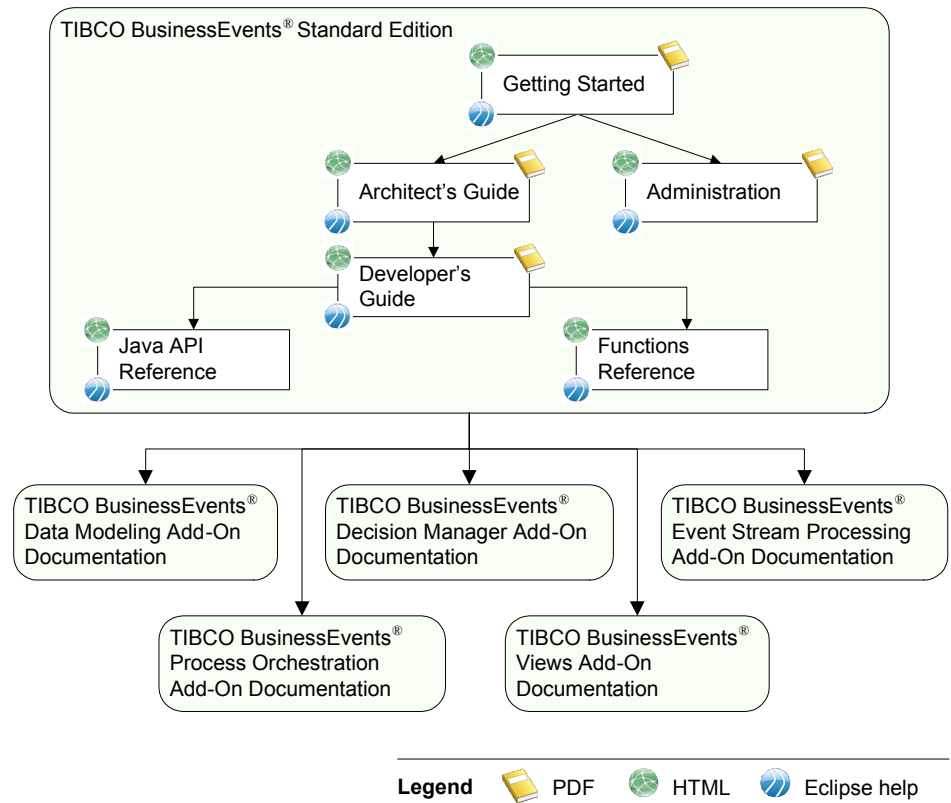 TIBCO BusinessEvents® Standard Edition
Getting Started
Architect's Guide
Administration
Developer's
Guide
Java API
Reference
Functions
Reference
TIBCO BusinessEvents®
Data Modeling Add-On
Documentation
TIBCO BusinessEvents®
Decision Manager Add-On
Documentation
TIBCO BusinessEvents®
Event Stream Processing
Add-On Documentation
TIBCO BusinessEvents®
Process Orchestration
Add-On Documentation
TIBCO BusinessEvents®
Views Add-On
Documentation
Legend PDF HTML Eclipse help